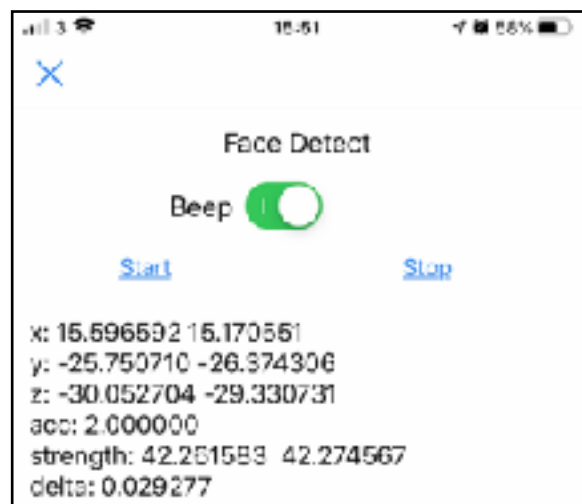 3 15:51 58%
Face Detect
Beep
Start Stop
x: 15.596592 15.170551
y: -25.750710 -26.374306
z: -30.052704 -29.330731
acc: 2.000000
strength: 42.261583 42.274567
delta: 0.029277